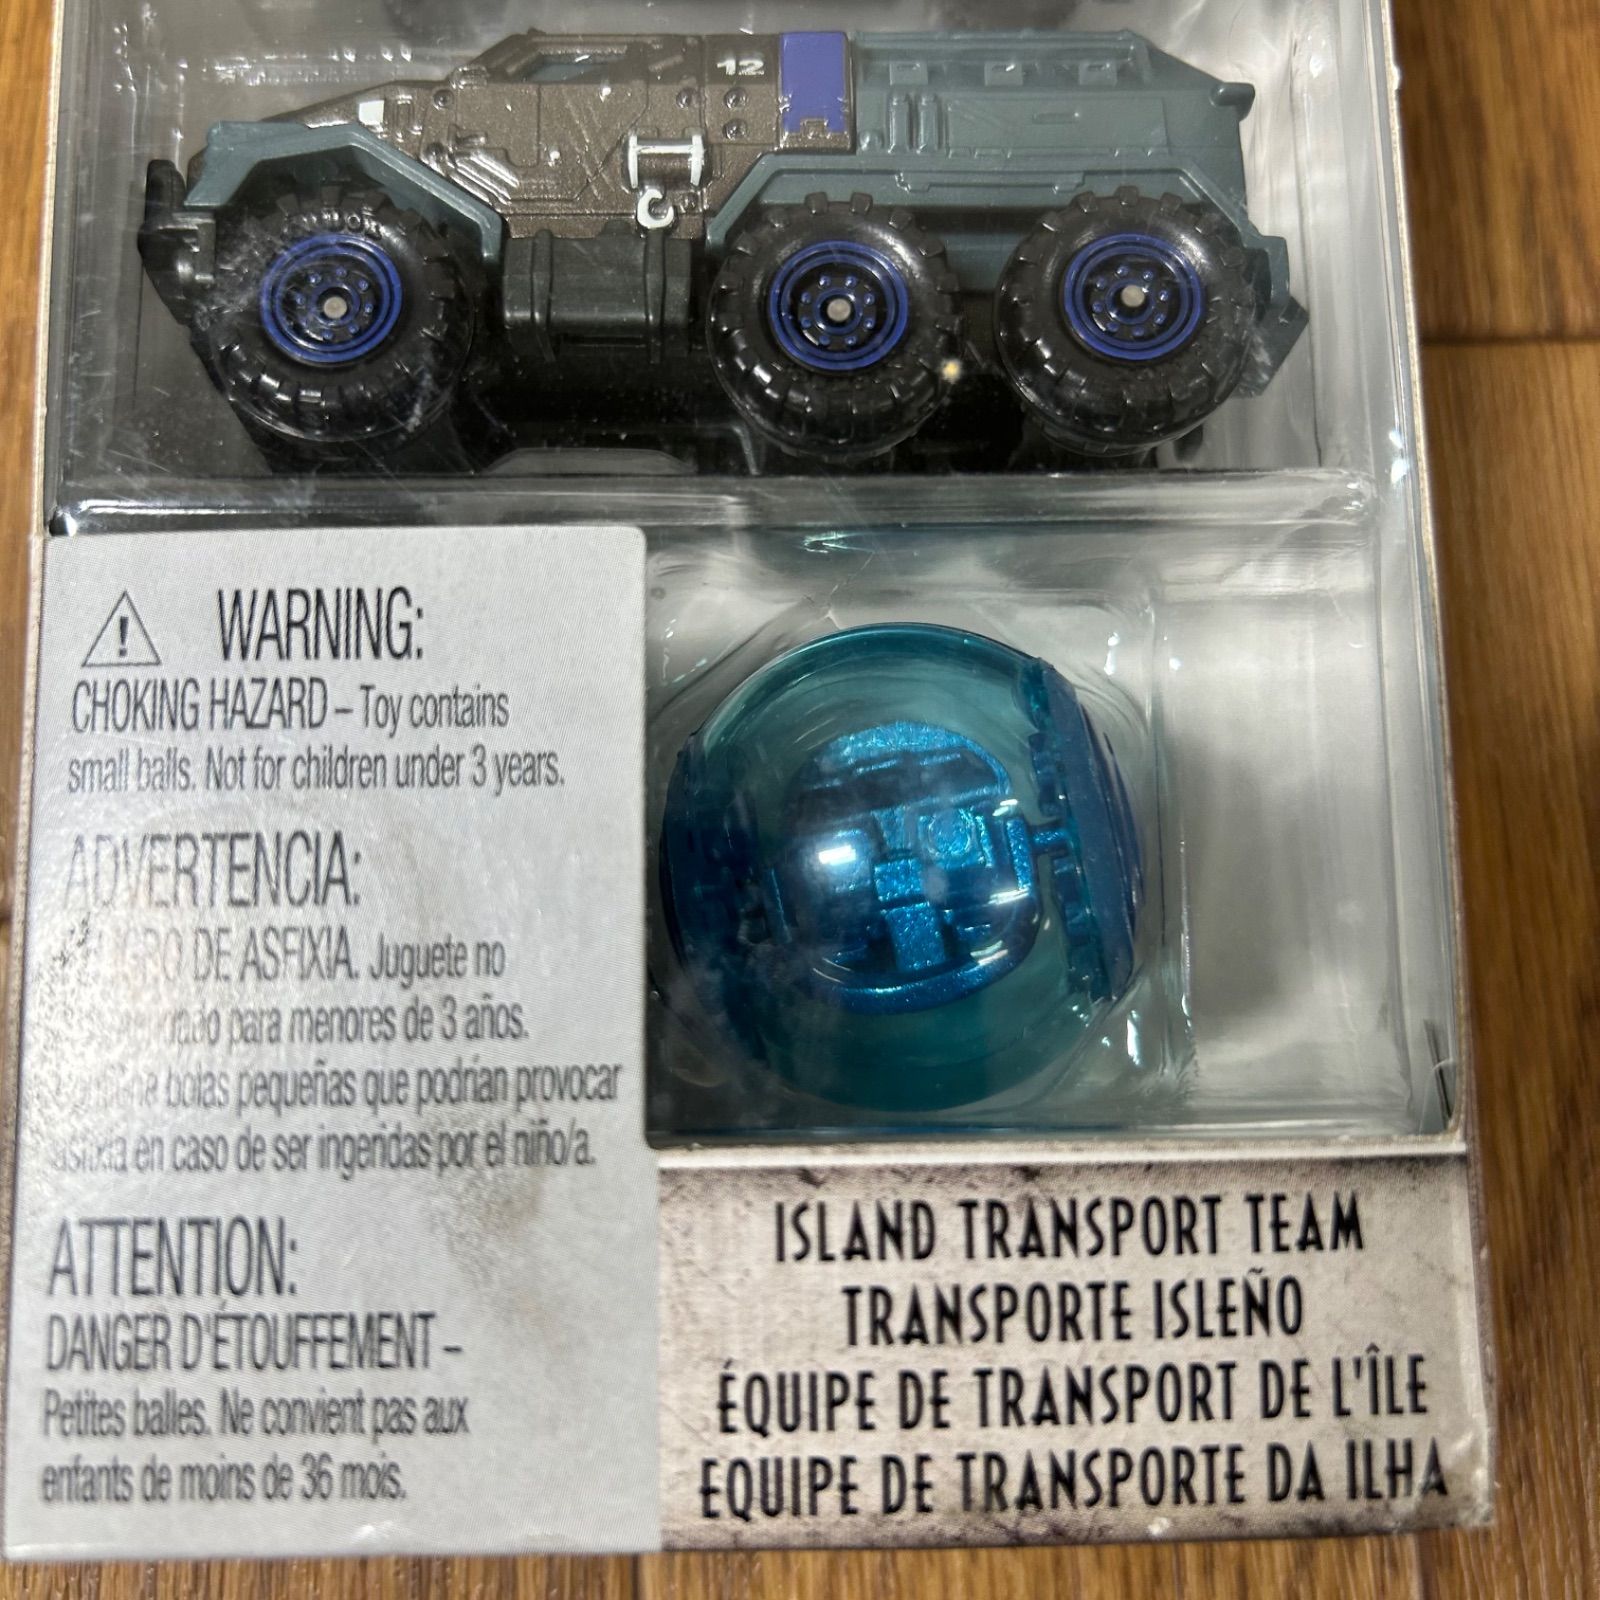 12
WARNING:
CHOKING HAZARD – Toy contains
small balls. Not for children under 3 years.
ADVERTENCIA:
DE ASFIXIA. Juguete no
para menores de 3 años.
bolas pequeñas que podrían provocar
asfixia en caso de ser ingeridas por el niño/a.
ATTENTION:
DANGER D'ÉTOUFFEMENT –
Petites balles. Ne convient pas aux
enfants de moins de 36 mois.
ISLAND TRANSPORT TEAM
TRANSPORTE ISLEÑO
ÉQUIPE DE TRANSPORT DE L'ÎLE
EQUIPE DE TRANSPORTE DA ILHA